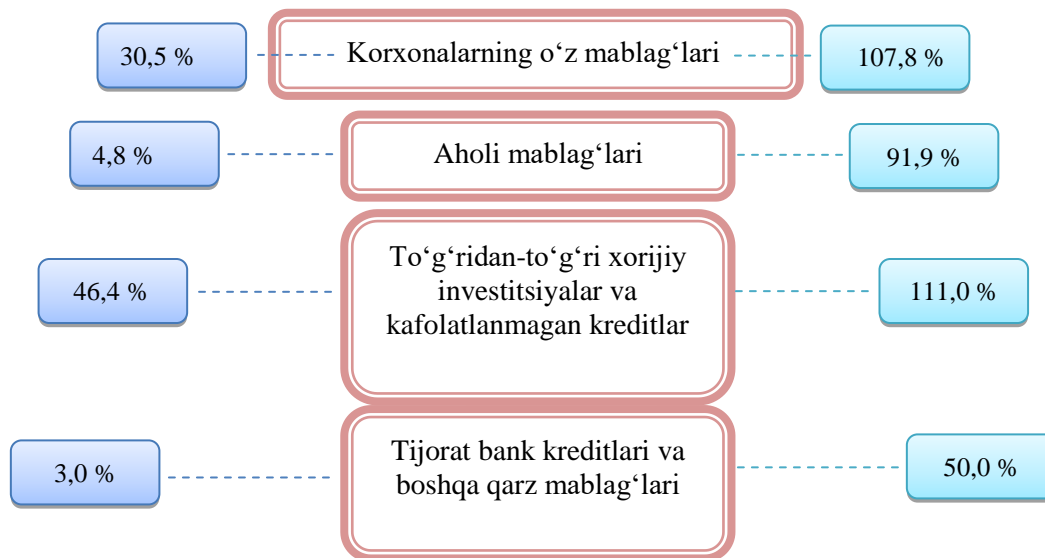 30,5 %
Korxonalarning o‘z mablag‘lari
107,8 %
4,8 %
Aholi mablag‘lari
91,9 %
46,4 %
To‘g‘ridan-to‘g‘ri xorijiy
investitsiyalar va
kafolatlanmagan kreditlar
111,0 %
3,0 %
Tijorat bank kreditlari va
boshqa qarz mablag‘lari
50,0 %